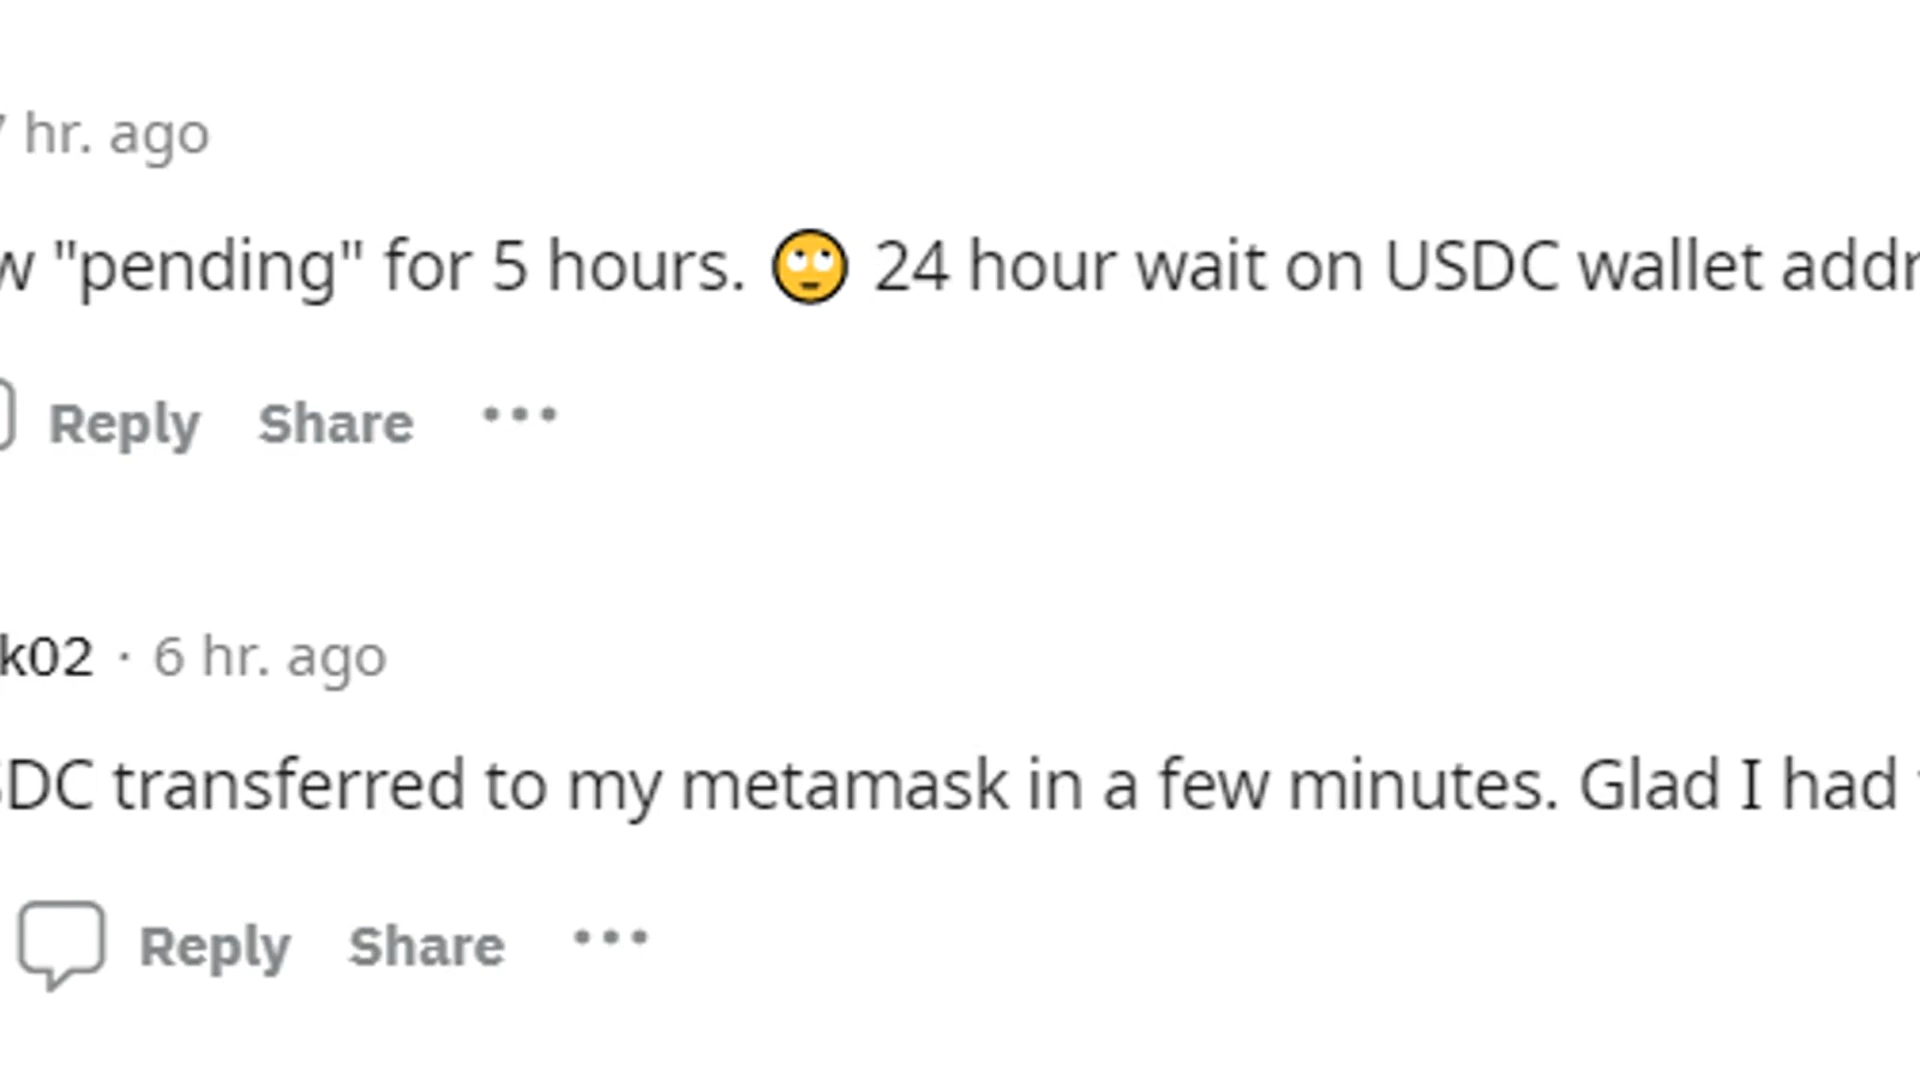 hr. ago
"pending" for 5 hours. 🙄 24 hour wait on USDC wallet
Reply Share ...
k02 · 6 hr. ago
transferred to my metamask in a few minutes. Glad I had
Reply Share ...